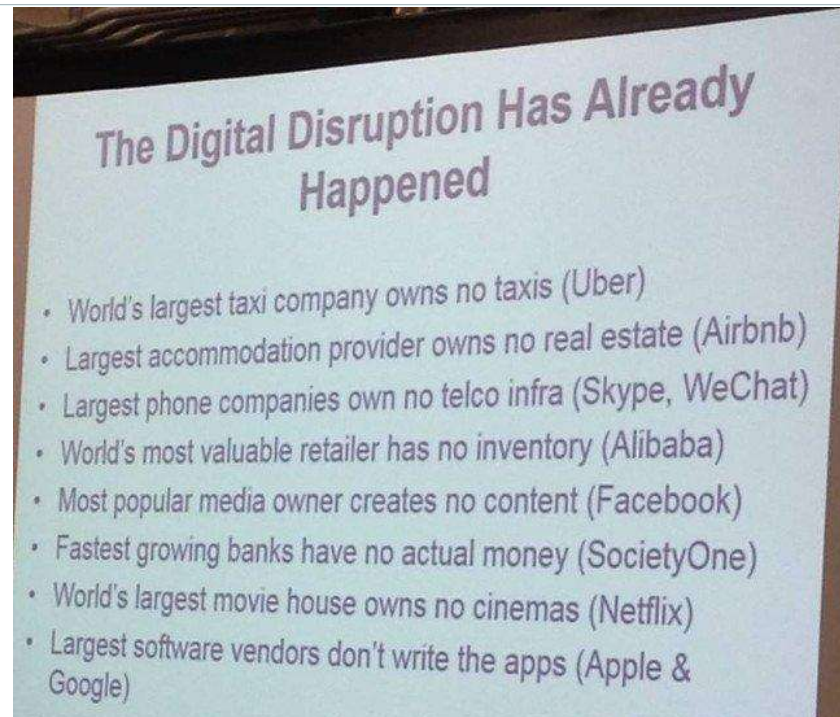 The Digital Disruption Has Already
Happened
• World's largest taxi company owns no taxis (Uber)
• Largest accommodation provider owns no real estate (Airbnb)
• Largest phone companies own no telco infra (Skype, WeChat)
• World's most valuable retailer has no inventory (Alibaba)
• Most popular media owner creates no content (Facebook)
• Fastest growing banks have no actual money (SocietyOne)
• World's largest movie house owns no cinemas (Netflix)
• Largest software vendors don't write the apps (Apple &
Google)